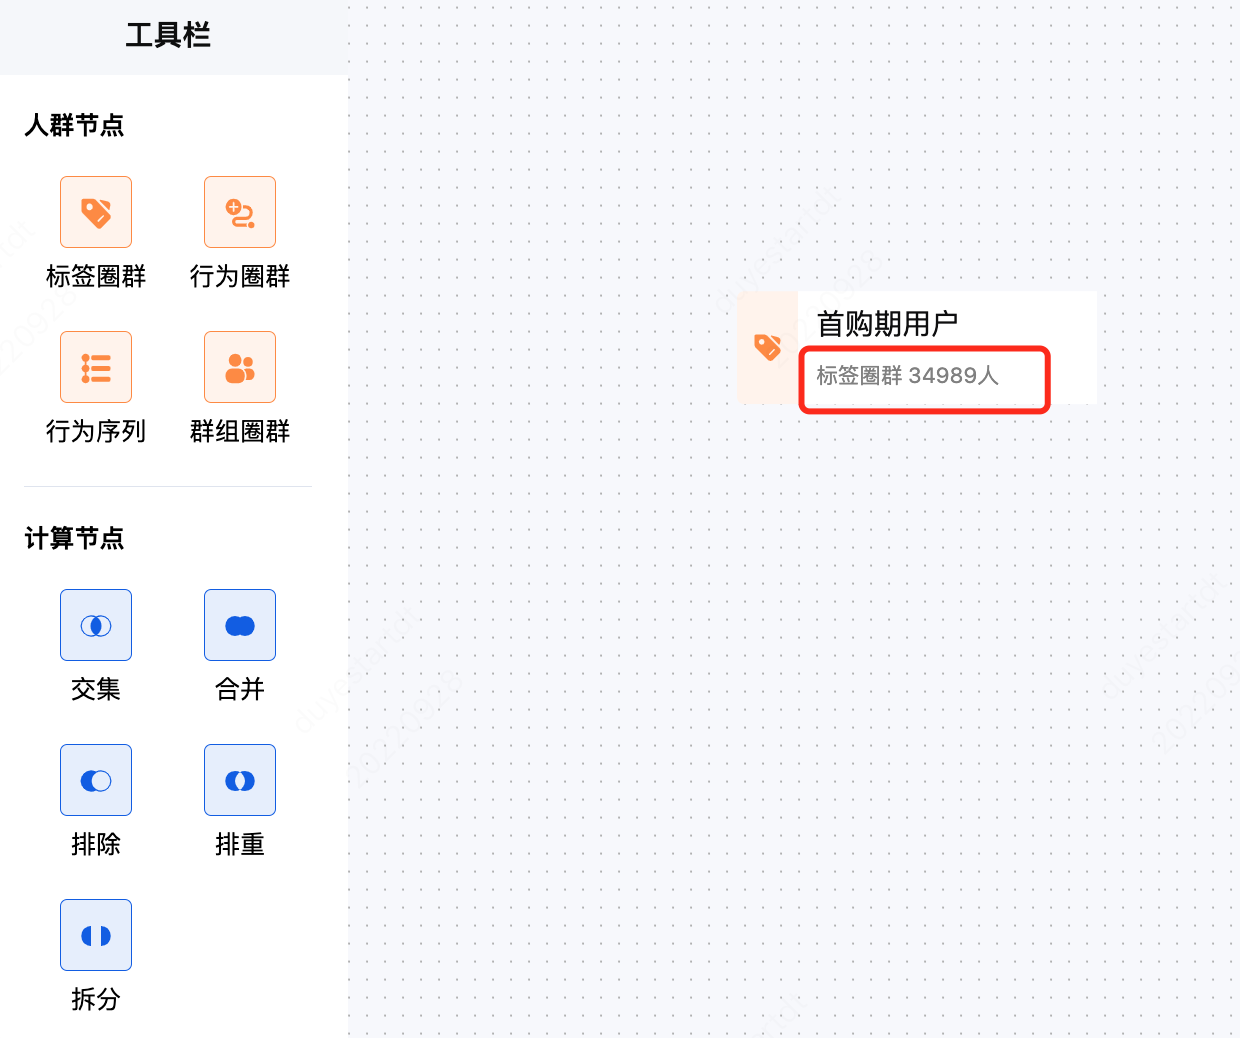 工具栏
人群节点
标签圈群 行为圈群
行为序列 群组圈群
计算节点
交集 合并
排除 排重
拆分
首购期用户
标签圈群 34989人